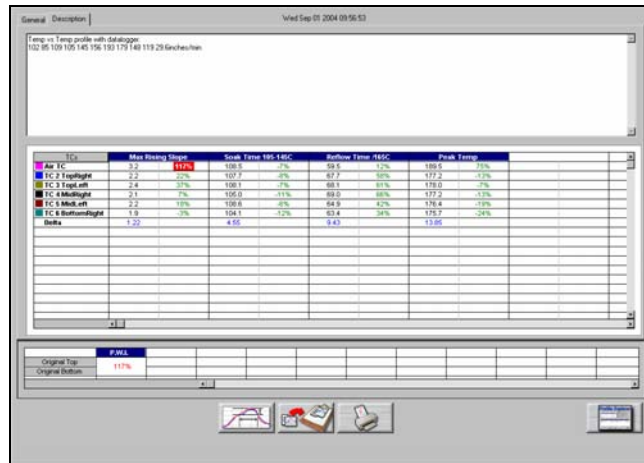 General Description Wed Sep 01 2004 09:56:53
Temp vs Temp profile with datalogger.
102 85 109 105 145 156 193 179 148 119 29.6inches/min
TCs Max Rising Slope Soak Time 105-145C Reflow Time /165C Peak Temp
Air TC 3.2 117% 108.5 -7% 59.5 12% 189.5 75%
TC 2 TopRight 2.2 22% 107.7 -8% 67.7 58% 177.2 -13%
TC 3 TopLeft 2.4 37% 108.1 -7% 68.1 61% 178.0 -7%
TC 4 MidRight 2.1 7% 105.0 -11% 69.0 66% 177.2 -13%
TC 5 MidLeft 2.2 18% 108.6 -6% 64.9 42% 176.4 -19%
TC 6 BottomRight 1.9 -3% 104.1 -12% 63.4 34% 175.7 -24%
Delta 1.22 4.55 9.43 13.85
P.W.I.
Original Top 117%
Original Bottom
Profile Explorer